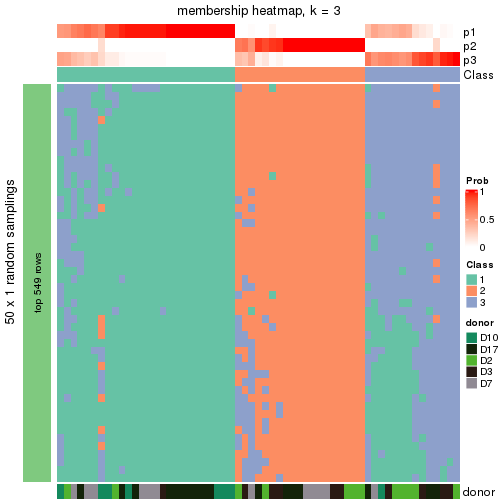 membership heatmap, k = 3
p1
p2
p3
Class
50 x 1 random samplings
top 549 rows
Prob
1
0.5
0
Class
1
2
3
donor
D10
D17
D2
D3
D7
donor